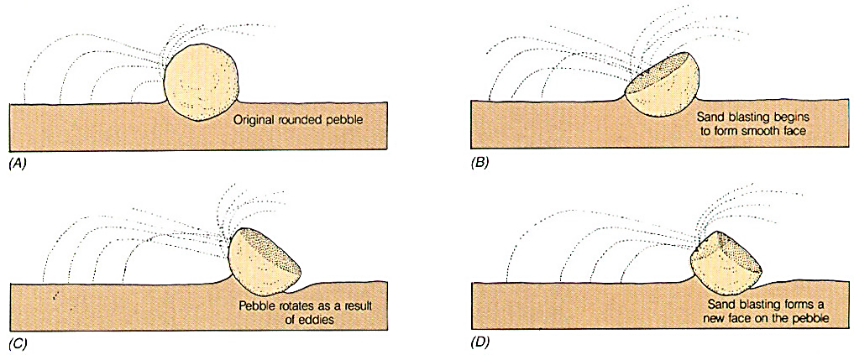 Original rounded pebble
(A)
Sand blasting begins
to form smooth face
(B)
Pebble rotates as a result
of eddies
(C)
Sand blasting forms a
new face on the pebble
(D)